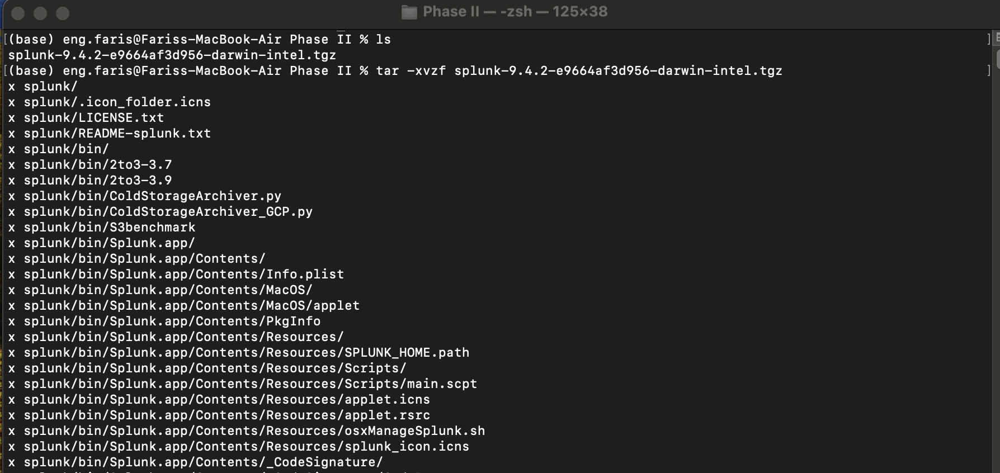 Phase II — -zsh — 125×38
[(base) eng.faris@Fariss-MacBook-Air Phase II % ls ]
splunk-9.4.2-e9664af3d956-darwin-intel.tgz
[(base) eng.faris@Fariss-MacBook-Air Phase II % tar -xvzf splunk-9.4.2-e9664af3d956-darwin-intel.tgz ]
x splunk/
x splunk/.icon_folder.icns
x splunk/LICENSE.txt
x splunk/README-splunk.txt
x splunk/bin/
x splunk/bin/2to3-3.7
x splunk/bin/2to3-3.9
x splunk/bin/ColdStorageArchiver.py
x splunk/bin/ColdStorageArchiver_GCP.py
x splunk/bin/S3benchmark
x splunk/bin/Splunk.app/
x splunk/bin/Splunk.app/Contents/
x splunk/bin/Splunk.app/Contents/Info.plist
x splunk/bin/Splunk.app/Contents/MacOS/
x splunk/bin/Splunk.app/Contents/MacOS/applet
x splunk/bin/Splunk.app/Contents/PkgInfo
x splunk/bin/Splunk.app/Contents/Resources/
x splunk/bin/Splunk.app/Contents/Resources/SPLUNK_HOME.path
x splunk/bin/Splunk.app/Contents/Resources/Scripts/
x splunk/bin/Splunk.app/Contents/Resources/Scripts/main.scpt
x splunk/bin/Splunk.app/Contents/Resources/applet.icns
x splunk/bin/Splunk.app/Contents/Resources/applet.rsrc
x splunk/bin/Splunk.app/Contents/Resources/osxManageSplunk.sh
x splunk/bin/Splunk.app/Contents/Resources/splunk_icon.icns
x splunk/bin/Splunk.app/Contents/_CodeSignature/